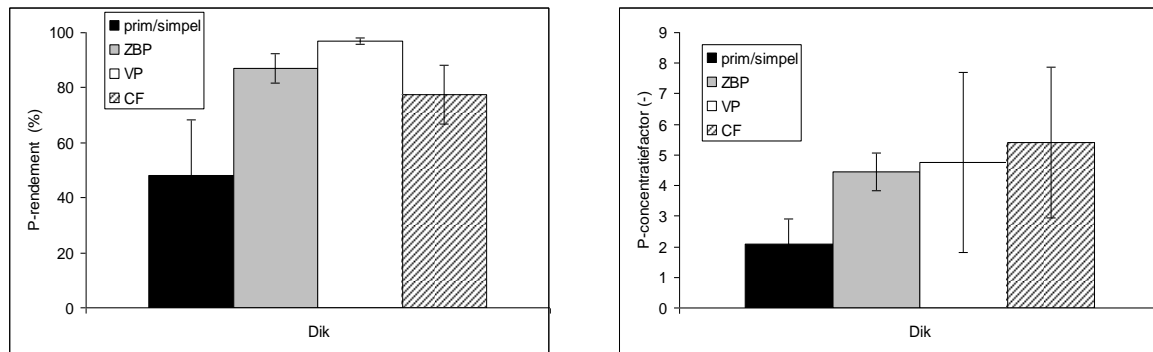 prim/simpel
ZBP
VP
CF
100
80
60
40
20
0
P-rendement (%)
Dik
prim/simpel
ZBP
VP
CF
9
8
7
6
5
4
3
2
1
0
P-concentratiefactor (-)
Dik